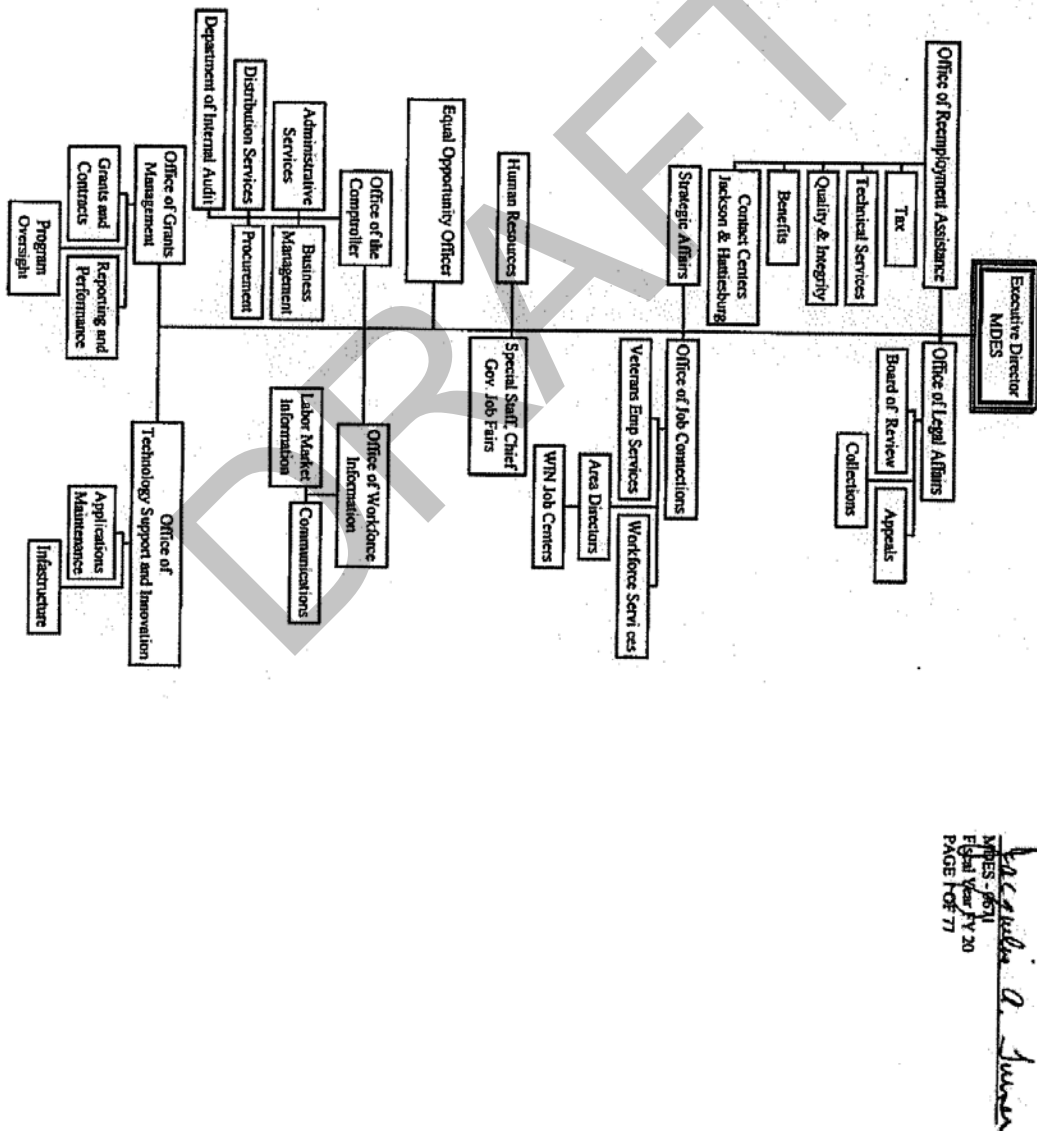 Executive Director
MDES
Office of Reemployment Assistance
Tax
Technical Services
Quality & Integrity
Benefits
Contact Centers
Jackson & Hattiesburg
Office of Legal Affairs
Board of Review
Appeals
Collections
Strategic Affairs
Office of Job Connections
Veterans Emp Services
Workforce Services
Area Directors
WIN Job Centers
Human Resources
Special Staff, Chief
Gov. Job Fairs
Equal Opportunity Officer
Office of the
Comptroller
Administrative
Services
Business
Management
Distribution Services
Procurement
Department of Internal Audit
Office of Workforce
Information
Labor Market
Information
Communications
Office of Grants
Management
Grants and
Contracts
Reporting and
Performance
Program
Oversight
Office of
Technology Support and Innovation
Applications
Maintenance
Infastructure
DRAFT
A. Turner
MDES - 0671
Fiscal Year FY 20
PAGE 1 OF 77